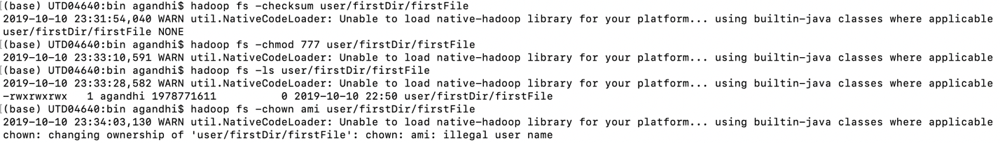 [(base) UTD04640:bin agandhi$ hadoop fs -checksum user/firstDir/firstFile
2019-10-10 23:31:54,040 WARN util.NativeCodeLoader: Unable to load native-hadoop library for your platform... using builtin-java classes where applicable
user/firstDir/firstFile NONE
[(base) UTD04640:bin agandhi$ hadoop fs -chmod 777 user/firstDir/firstFile
2019-10-10 23:33:10,591 WARN util.NativeCodeLoader: Unable to load native-hadoop library for your platform... using builtin-java classes where applicable
[(base) UTD04640:bin agandhi$ hadoop fs -ls user/firstDir/firstFile
2019-10-10 23:33:28,582 WARN util.NativeCodeLoader: Unable to load native-hadoop library for your platform... using builtin-java classes where applicable
-rwxrwxrwx   1 agandhi 1978771611          0 2019-10-10 22:50 user/firstDir/firstFile
[(base) UTD04640:bin agandhi$ hadoop fs -chown ami user/firstDir/firstFile
2019-10-10 23:34:03,130 WARN util.NativeCodeLoader: Unable to load native-hadoop library for your platform... using builtin-java classes where applicable
chown: changing ownership of 'user/firstDir/firstFile': chown: ami: illegal user name